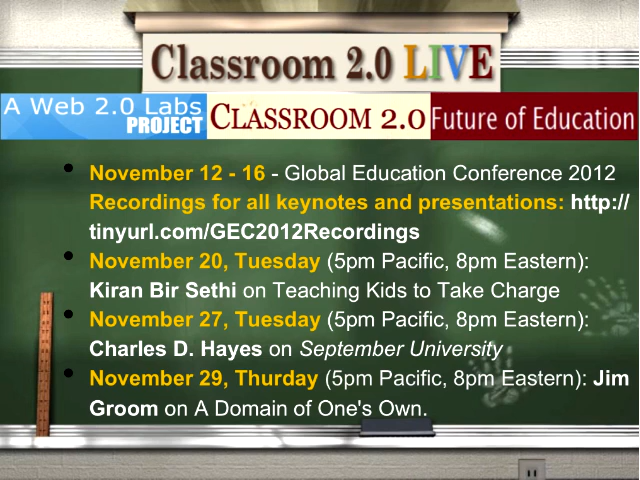 Classroom 2.0 LIVE
A Web 2.0 Labs
PROJECT
CLASSROOM 2.0
Future of Education
• November 12 - 16 - Global Education Conference 2012
Recordings for all keynotes and presentations: http://
tinyurl.com/GEC2012Recordings
• November 20, Tuesday (5pm Pacific, 8pm Eastern):
Kiran Bir Sethi on Teaching Kids to Take Charge
• November 27, Tuesday (5pm Pacific, 8pm Eastern):
Charles D. Hayes on September University
• November 29, Thurday (5pm Pacific, 8pm Eastern): Jim
Groom on A Domain of One's Own.